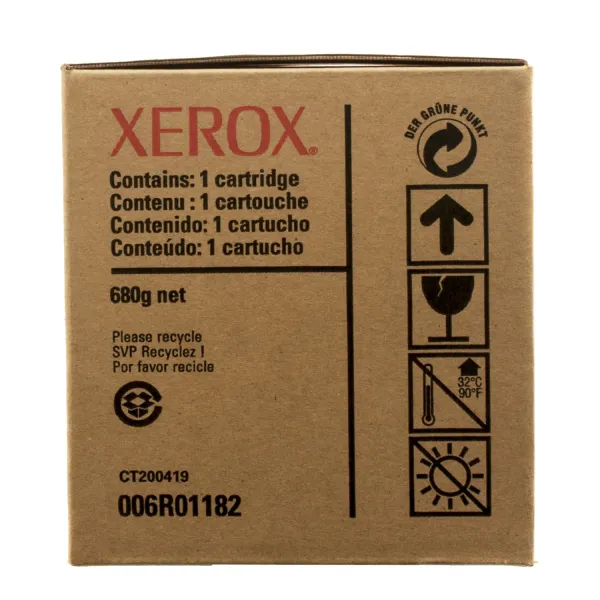 XEROX®
Contains: 1 cartridge
Contenu : 1 cartouche
Contenido: 1 cartucho
Conteúdo: 1 cartucho
680g net
Please recycle
SVP Recyclez !
Por favor recicle
CT200419
006R01182
DER GRÜNE PUNKT
32°C
90°F